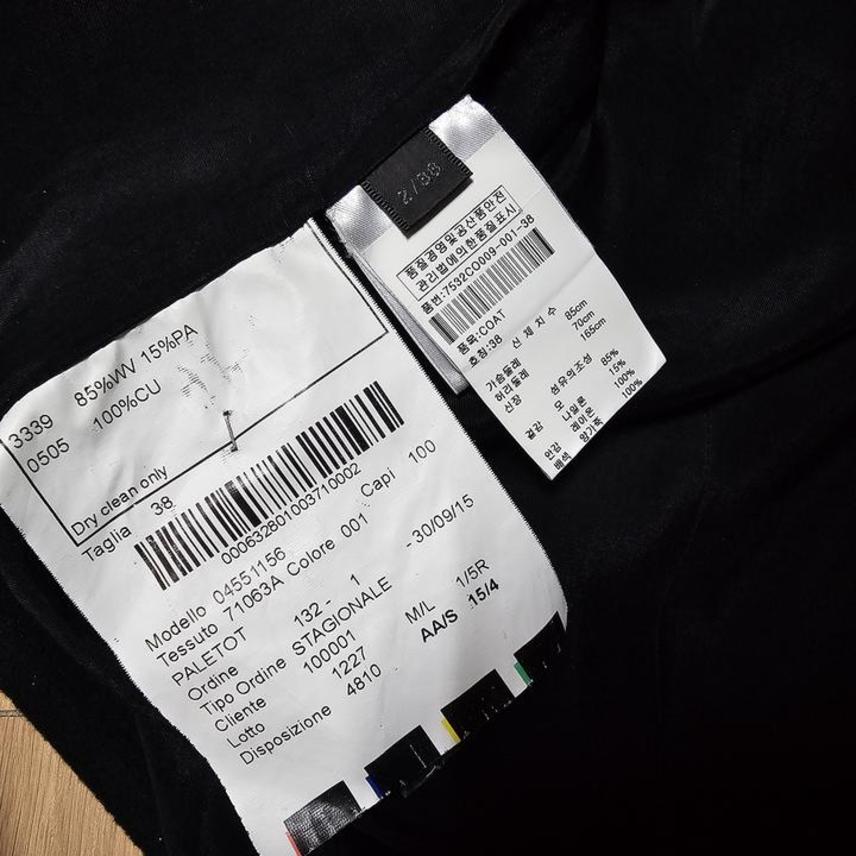 3339 85%WV 15%PA
0505 100%CU
Dry clean only
Taglia 38
000632801003710002
Capi 100
Modello 04551156
Tessuto 71063A Colore 001
PALETOT
-30/09/15
Ordine 132- 1
Tipo Ordine STAGIONALE
Cliente 100001
M/L 1/5R
Lotto 1227
AA/S 15/4
Disposizione 4810
2/38
품질경영및공산품안전
관리법에의한품질표시
품번:7532CO009-001-38
품목:COAT
호칭:38 신체치수
가슴둘레 85cm
허리둘레 70cm
신장 165cm
섬유의조성
겉감 모 85%
나일론 15%
안감 레이온 100%
배색 양가죽 100%